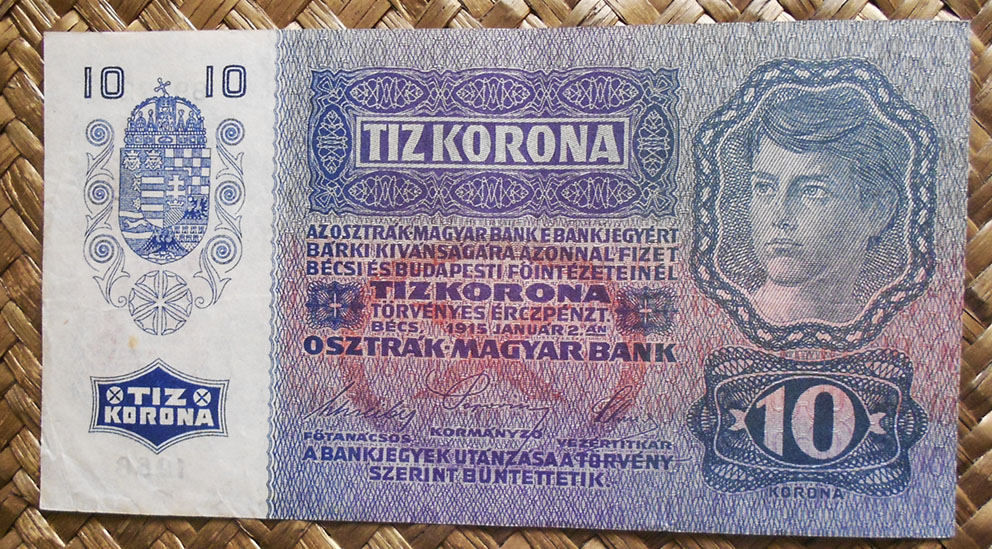 10 10
TIZ KORONA
TIZ KORONA
AZ OSZTRÁK-MAGYAR BANK E BANKJEGYÉRT
BÁRKI KIVÁNSÁGÁRA AZONNAL FIZET
BÉCSI ÉS BUDAPESTI FŐINTÉZETEINÉL
TIZ KORONA
TÖRVÉNYES ÉRCZPÉNZT.
BÉCS, 1915 JANUÁR 2.ÁN
OSZTRÁK-MAGYAR BANK
FŐTANÁCSOS KORMÁNYZÓ VEZÉRTITKÁR
A BANKJEGYEK UTÁNZÁSA A TÖRVÉNY
SZERINT BÜNTETTETIK.
10
KORONA